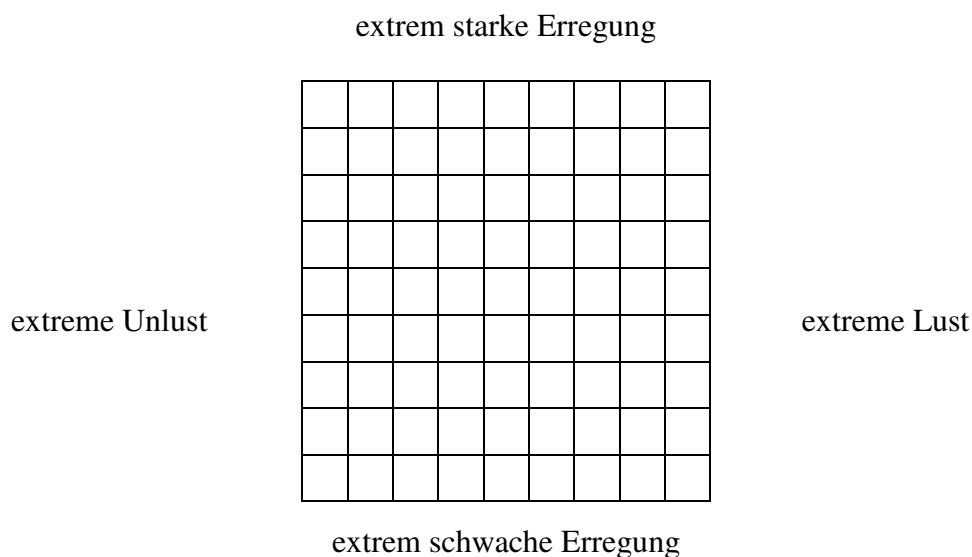 extrem starke Erregung
extreme Unlust
extreme Lust
extrem schwache Erregung